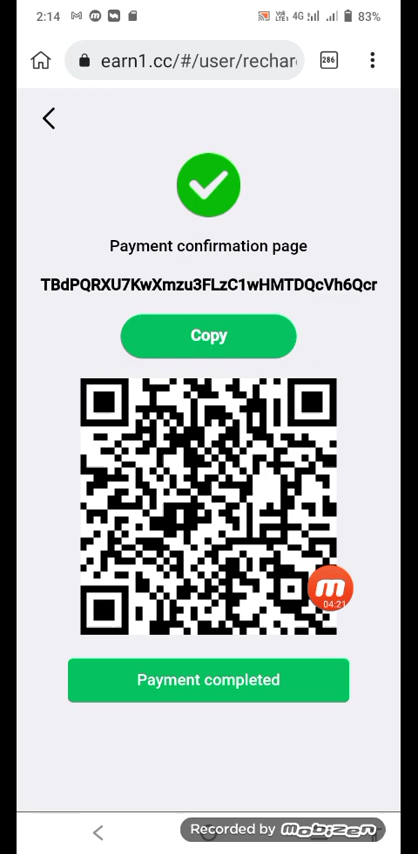 2:14
4G
83%
earn1.cc/#/user/rechar
286
Payment confirmation page
TBdPQRXU7KwXmzu3FLzC1wHMTDQcVh6Qcr
Copy
04:21
Payment completed
Recorded by mobizen